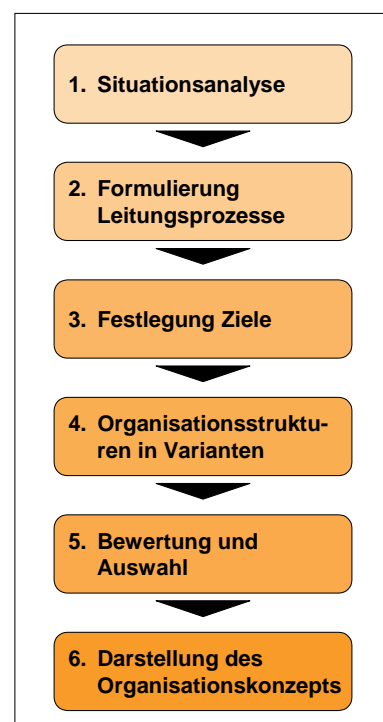 1. Situationsanalyse
2. Formulierung
Leitungsprozesse
3. Festlegung Ziele
4. Organisationsstruktu-
ren in Varianten
5. Bewertung und
Auswahl
6. Darstellung des
Organisationskonzepts